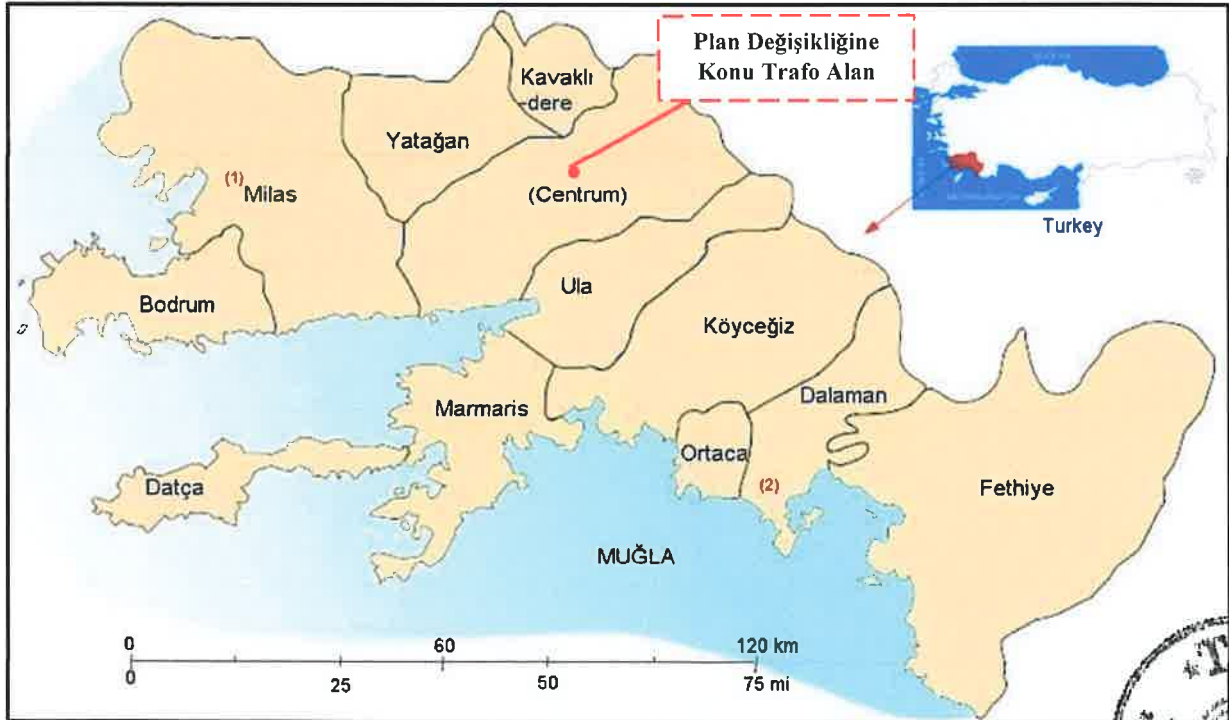 Plan Değişikliğine
Konu Trafo Alan
Kavaklı
-dere
Yatağan
(1)
Milas
(Centrum)
Turkey
Ula
Bodrum
Köyceğiz
Dalaman
Marmaris
Ortaca
Datça
(2)
Fethiye
MUĞLA
0 60 120 km
0 25 50 75 mi
*T